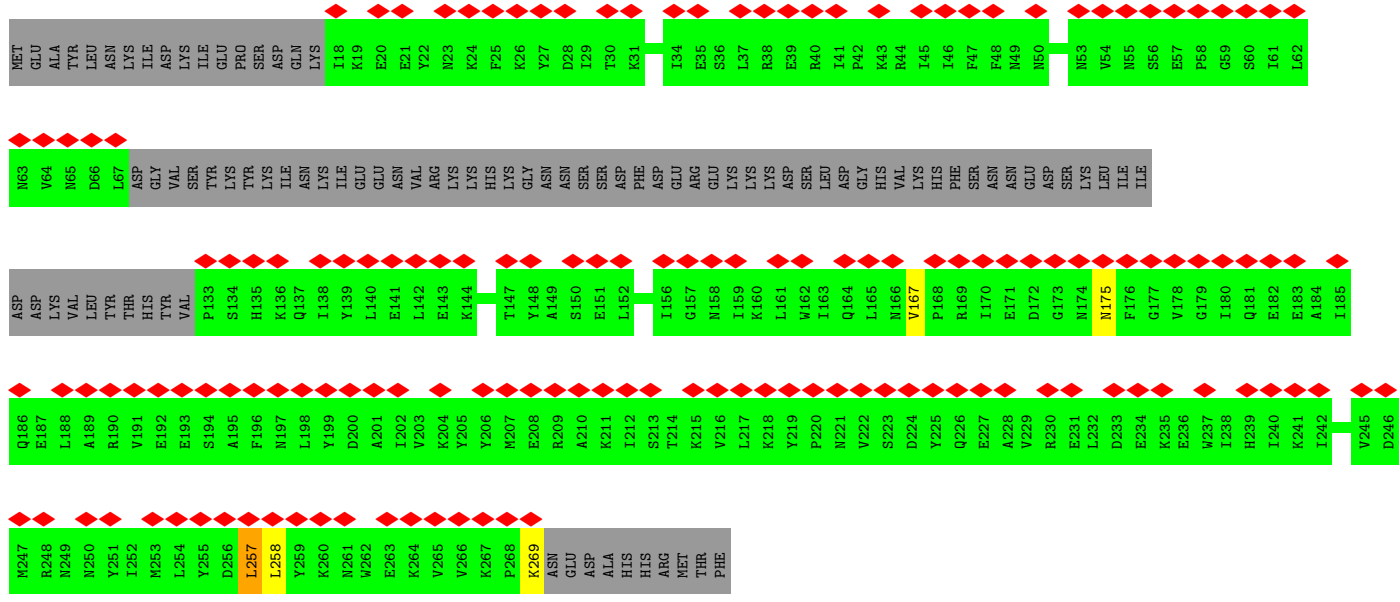 MET GLU ALA TYR LEU ASN LYS ILE ASP LYS ILE GLU PRO SER ASP GLN LYS I18 K19 E20 E21 Y22 N23 K24 F25 K26 Y27 D28 I29 T30 K31 I34 E35 S36 L37 R38 E39 R40 I41 P42 K43 R44 I45 I46 F47 F48 N49 N50 N53 V54 N55 S56 E57 P58 G59 S60 I61 L62
N63 V64 N65 D66 L67 ASP GLY VAL SER TYR LYS TYR LYS ILE ASN LYS ILE GLU GLU ASN VAL ARG LYS LYS HIS LYS GLY ASN ASN SER SER ASP PHE ASP GLU ARG GLU LYS LYS LYS ASP SER LEU ASP GLY HIS VAL LYS HIS PHE SER ASN ASN GLU ASP SER LYS LEU ILE ILE
ASP ASP LYS VAL LEU TYR THR HIS TYR VAL P133 S134 H135 K136 Q137 I138 Y139 L140 E141 L142 E143 K144 T147 Y148 A149 S150 E151 L152 I156 G157 N158 I159 K160 L161 W162 I163 Q164 L165 N166 V167 P168 R169 I170 E171 D172 G173 N174 N175 F176 G177 V178 G179 I180 Q181 E182 E183 A184 I185
Q186 E187 L188 A189 R190 V191 E192 E193 S194 A195 F196 N197 L198 Y199 D200 A201 I202 V203 K204 Y205 Y206 M207 E208 R209 A210 K211 I212 S213 T214 K215 V216 L217 K218 Y219 P220 N221 V222 S223 D224 Y225 Q226 E227 A228 V229 R230 E231 L232 D233 E234 K235 E236 W237 I238 H239 I240 K241 I242 V245 D246
M247 R248 N249 N250 Y251 I252 M253 L254 Y255 D256 L257 L258 Y259 K260 N261 W262 E263 K264 V265 V266 K267 P268 K269 ASN GLU ASP ALA HIS HIS ARG MET THR PHE